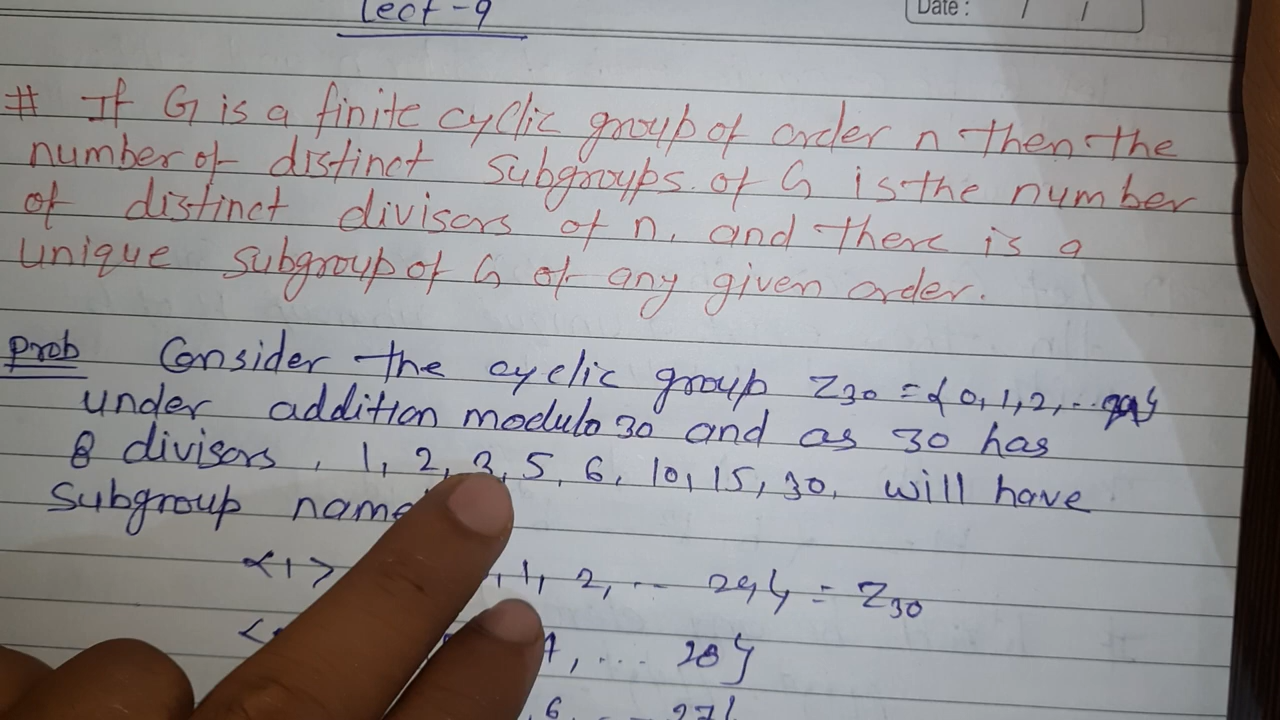 Lect-9
Date: / /
# If G is a finite cyclic group of order n then the
number of distinct subgroups of G is the number
of distinct divisors of n, and there is a
unique subgroup of G of any given order.
Prob Consider the cyclic group Z30 = { 0, 1, 2, ... 29}
under addition modulo 30 and as 30 has
8 divisors, 1, 2, 3, 5, 6, 10, 15, 30, will have
subgroup
<1> , 1, 2, ... 29} = Z30
4, ... 28}
6, ... 27}